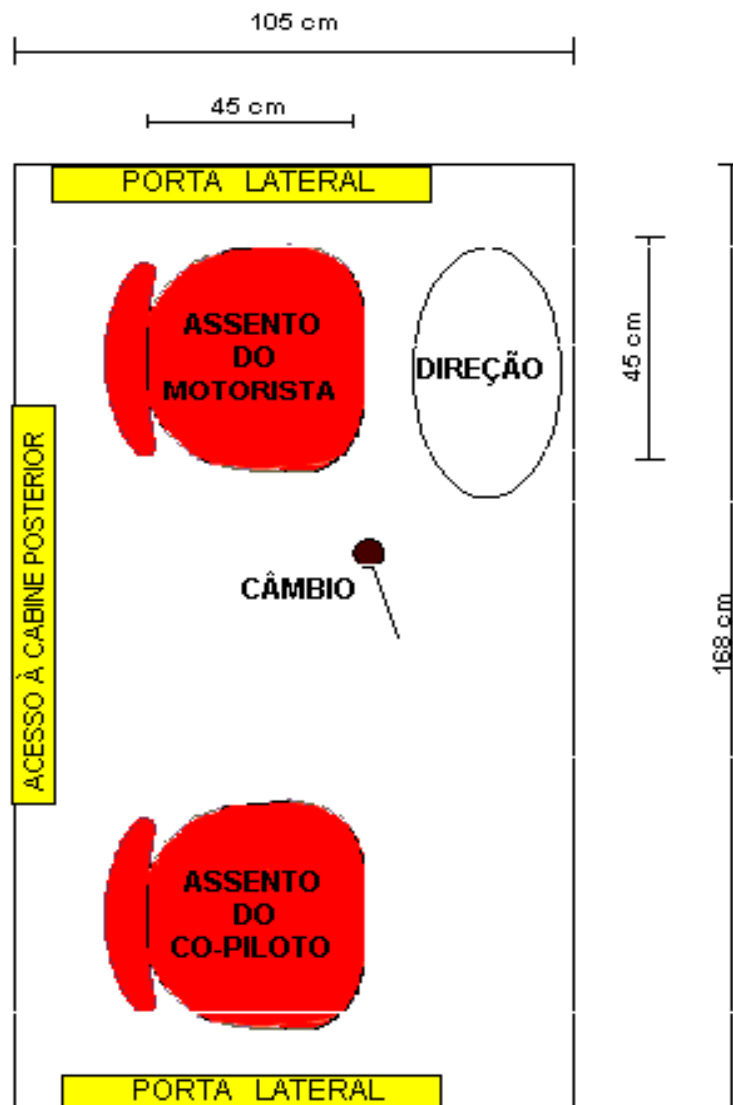 105 cm
45 cm
PORTA LATERAL
ASSENTO
DO
MOTORISTA
DIREÇÃO
45 cm
ACESSO À CABINE POSTERIOR
CÂMBIO
168 cm
ASSENTO
DO
CO-PILOTO
PORTA LATERAL